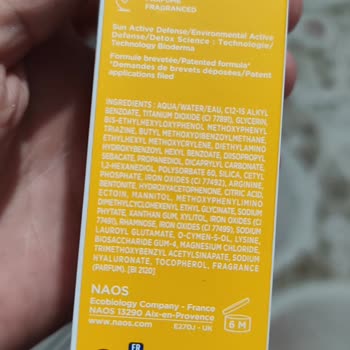 FRAGRANCED
Sun Active Defense/Environmental Active
Defense/Detox Science : Technologie/
Technology Bioderma
Formule brevetée/Patented formula*
*Demandes de brevets déposées/Patent
applications filed
INGREDIENTS : AQUA/WATER/EAU, C12-15 ALKYL
BENZOATE, TITANIUM DIOXIDE (CI 77891), GLYCERIN,
BIS-ETHYLHEXYLOXYPHENOL METHOXYPHENYL
TRIAZINE, BUTYL METHOXYDIBENZOYLMETHANE,
ETHYLHEXYL METHOXYCRYLENE, DIETHYLAMINO
HYDROXYBENZOYL HEXYL BENZOATE, DIISOPROPYL
SEBACATE, PROPANEDIOL, DICAPRYLYL CARBONATE,
1,2-HEXANEDIOL, POLYSORBATE 60, SILICA, CETYL
PHOSPHATE, IRON OXIDES (CI 77492), ARGININE,
BENTONITE, HYDROXYACETOPHENONE, CITRIC ACID,
ECTOIN, MANNITOL, METHOXYPHENYLIMINO
DIMETHYLCYCLOHEXENYL ETHYL GLYCINATE, SODIUM
PHYTATE, XANTHAN GUM, XYLITOL, IRON OXIDES (CI
77491), RHAMNOSE, IRON OXIDES (CI 77499), SODIUM
LAUROYL GLUTAMATE, O-CYMEN-5-OL, LYSINE,
BIOSACCHARIDE GUM-4, MAGNESIUM CHLORIDE,
TRIMETHOXYBENZYL ACETYLSINAPATE, SODIUM
HYALURONATE, TOCOPHEROL, FRAGRANCE
(PARFUM). [BI 2120]
NAOS
Ecobiology Company - France
NAOS 13290 Aix-en-Provence
www.naos.com
E270J - UK
6 M
FR